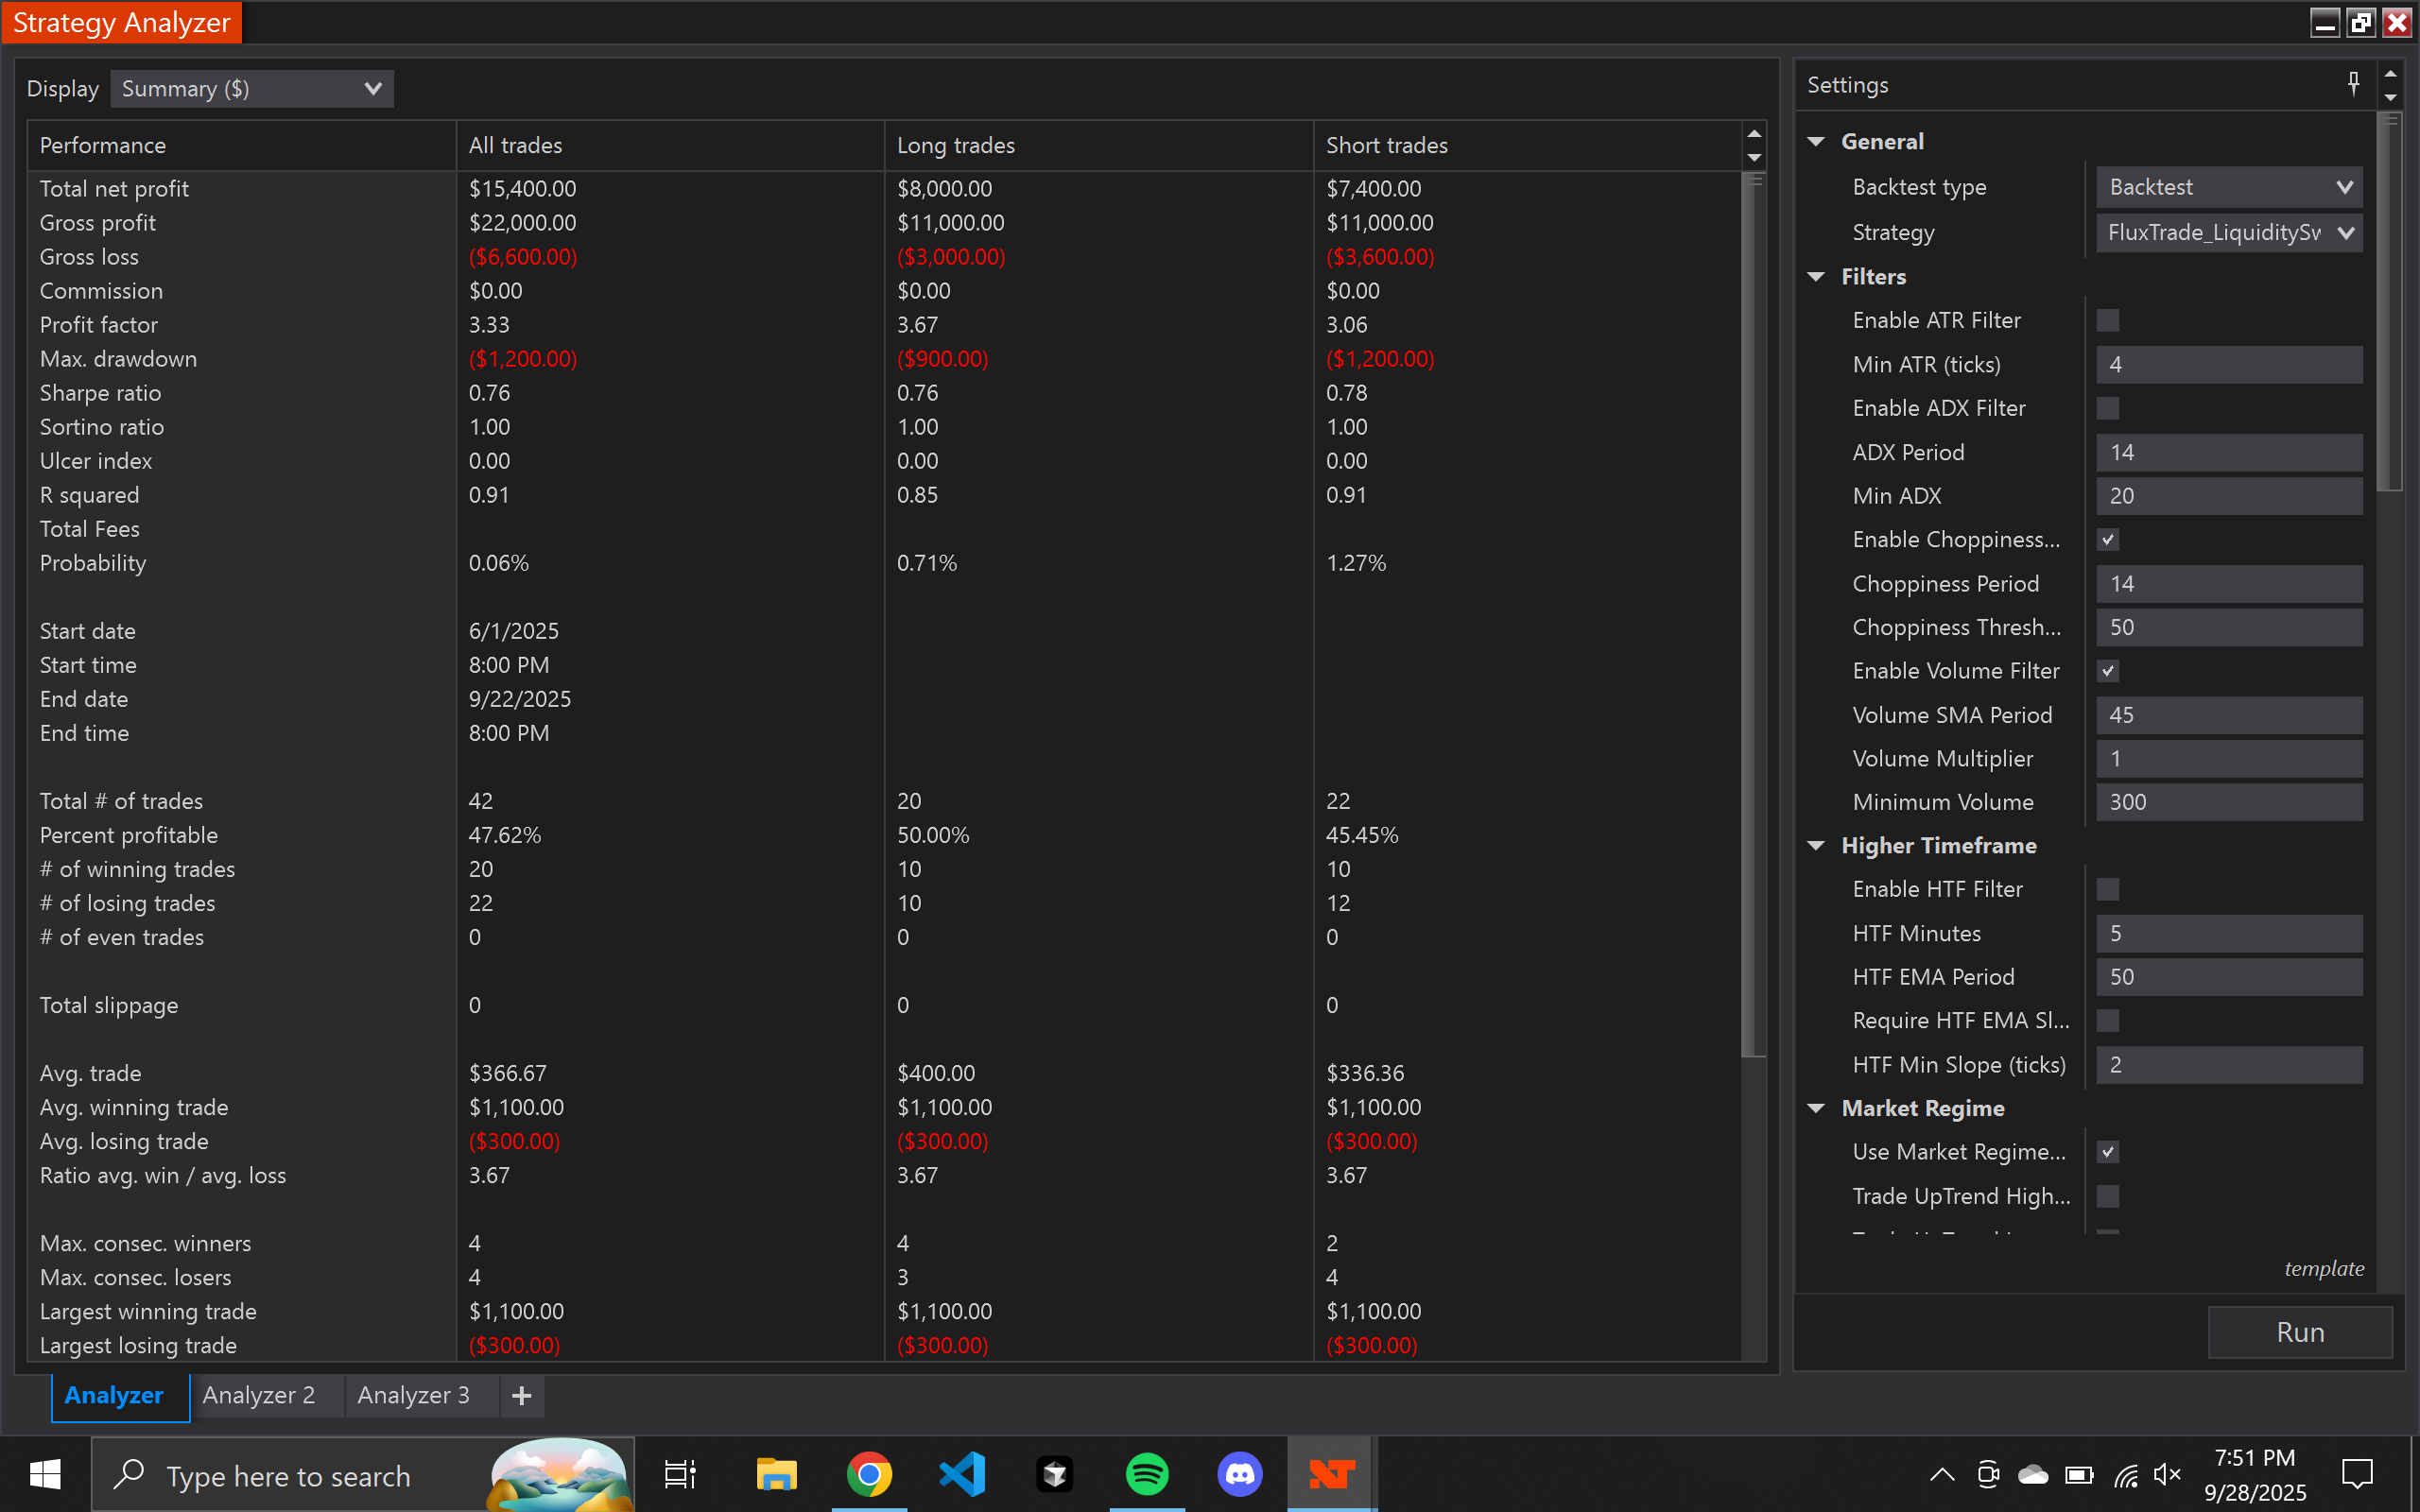 Strategy Analyzer
Display Summary ($)
Performance All trades Long trades Short trades
Total net profit $15,400.00 $8,000.00 $7,400.00
Gross profit $22,000.00 $11,000.00 $11,000.00
Gross loss ($6,600.00) ($3,000.00) ($3,600.00)
Commission $0.00 $0.00 $0.00
Profit factor 3.33 3.67 3.06
Max. drawdown ($1,200.00) ($900.00) ($1,200.00)
Sharpe ratio 0.76 0.76 0.78
Sortino ratio 1.00 1.00 1.00
Ulcer index 0.00 0.00 0.00
R squared 0.91 0.85 0.91
Total Fees
Probability 0.06% 0.71% 1.27%
Start date 6/1/2025
Start time 8:00 PM
End date 9/22/2025
End time 8:00 PM
Total # of trades 42 20 22
Percent profitable 47.62% 50.00% 45.45%
# of winning trades 20 10 10
# of losing trades 22 10 12
# of even trades 0 0 0
Total slippage 0 0 0
Avg. trade $366.67 $400.00 $336.36
Avg. winning trade $1,100.00 $1,100.00 $1,100.00
Avg. losing trade ($300.00) ($300.00) ($300.00)
Ratio avg. win / avg. loss 3.67 3.67 3.67
Max. consec. winners 4 4 2
Max. consec. losers 4 3 4
Largest winning trade $1,100.00 $1,100.00 $1,100.00
Largest losing trade ($300.00) ($300.00) ($300.00)
Settings
General
Backtest type Backtest
Strategy FluxTrade_LiquiditySw
Filters
Enable ATR Filter
Min ATR (ticks) 4
Enable ADX Filter
ADX Period 14
Min ADX 20
Enable Choppiness...
Choppiness Period 14
Choppiness Thresh... 50
Enable Volume Filter
Volume SMA Period 45
Volume Multiplier 1
Minimum Volume 300
Higher Timeframe
Enable HTF Filter
HTF Minutes 5
HTF EMA Period 50
Require HTF EMA Sl...
HTF Min Slope (ticks) 2
Market Regime
Use Market Regime...
Trade UpTrend High...
template
Run
Analyzer Analyzer 2 Analyzer 3 +
Type here to search
7:51 PM
9/28/2025